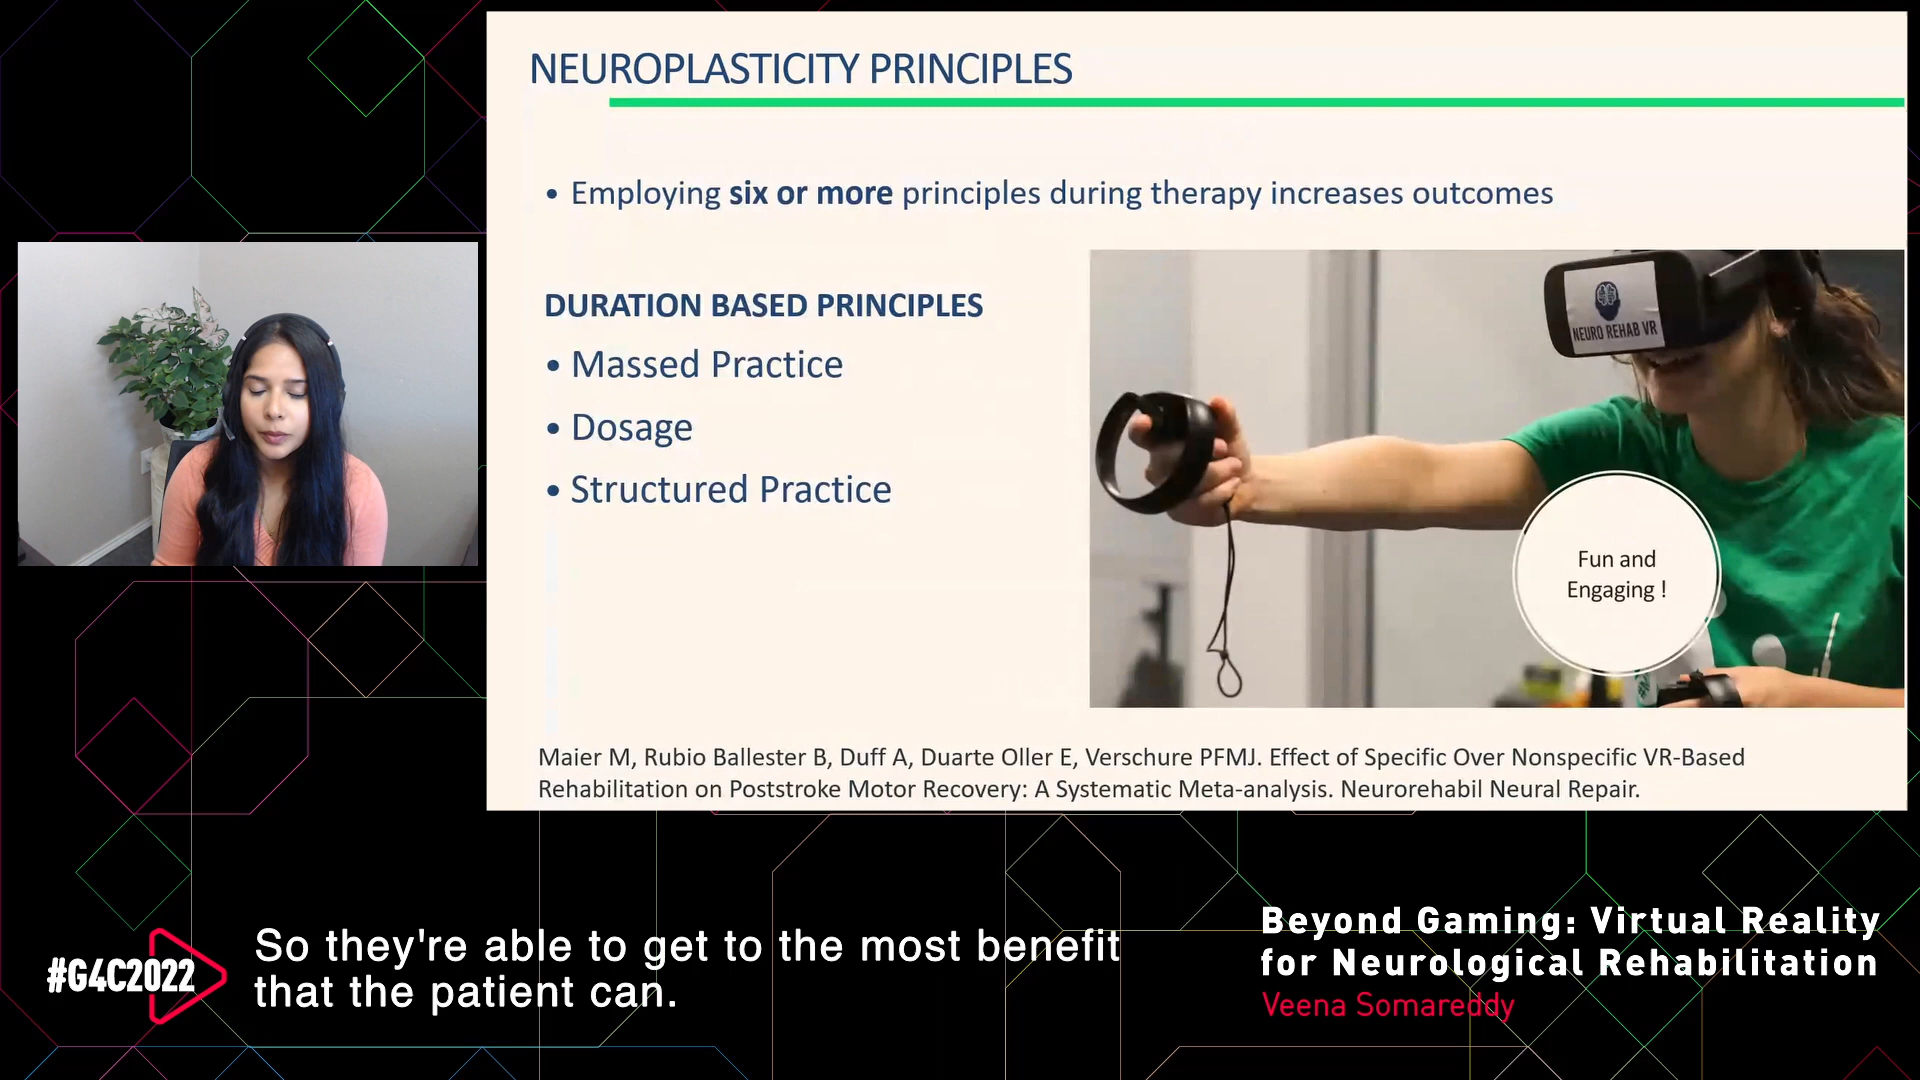 NEUROPLASTICITY PRINCIPLES
• Employing six or more principles during therapy increases outcomes
DURATION BASED PRINCIPLES
• Massed Practice
• Dosage
• Structured Practice
NEURO REHAB VR
Fun and
Engaging !
Maier M, Rubio Ballester B, Duff A, Duarte Oller E, Verschure PFMJ. Effect of Specific Over Nonspecific VR-Based
Rehabilitation on Poststroke Motor Recovery: A Systematic Meta-analysis. Neurorehabil Neural Repair.
#G4C2022
So they're able to get to the most benefit
that the patient can.
Beyond Gaming: Virtual Reality
for Neurological Rehabilitation
Veena Somareddy